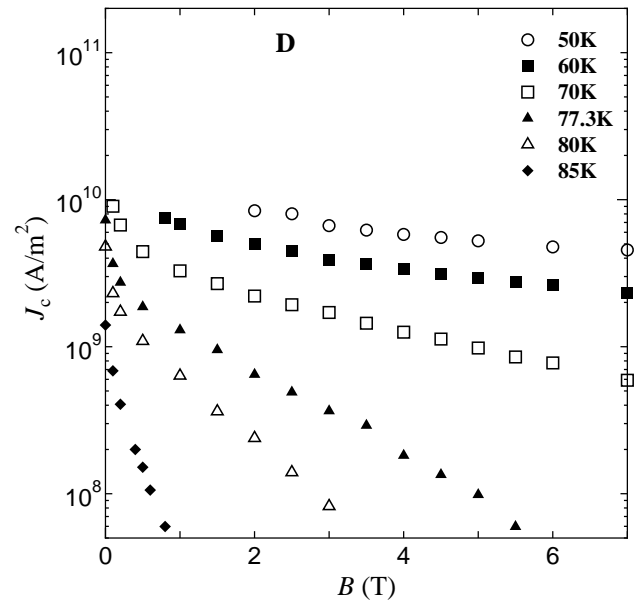 D
50K
60K
70K
77.3K
80K
85K
10^11
10^10
10^9
10^8
J_c (A/m^2)
0 2 4 6
B (T)